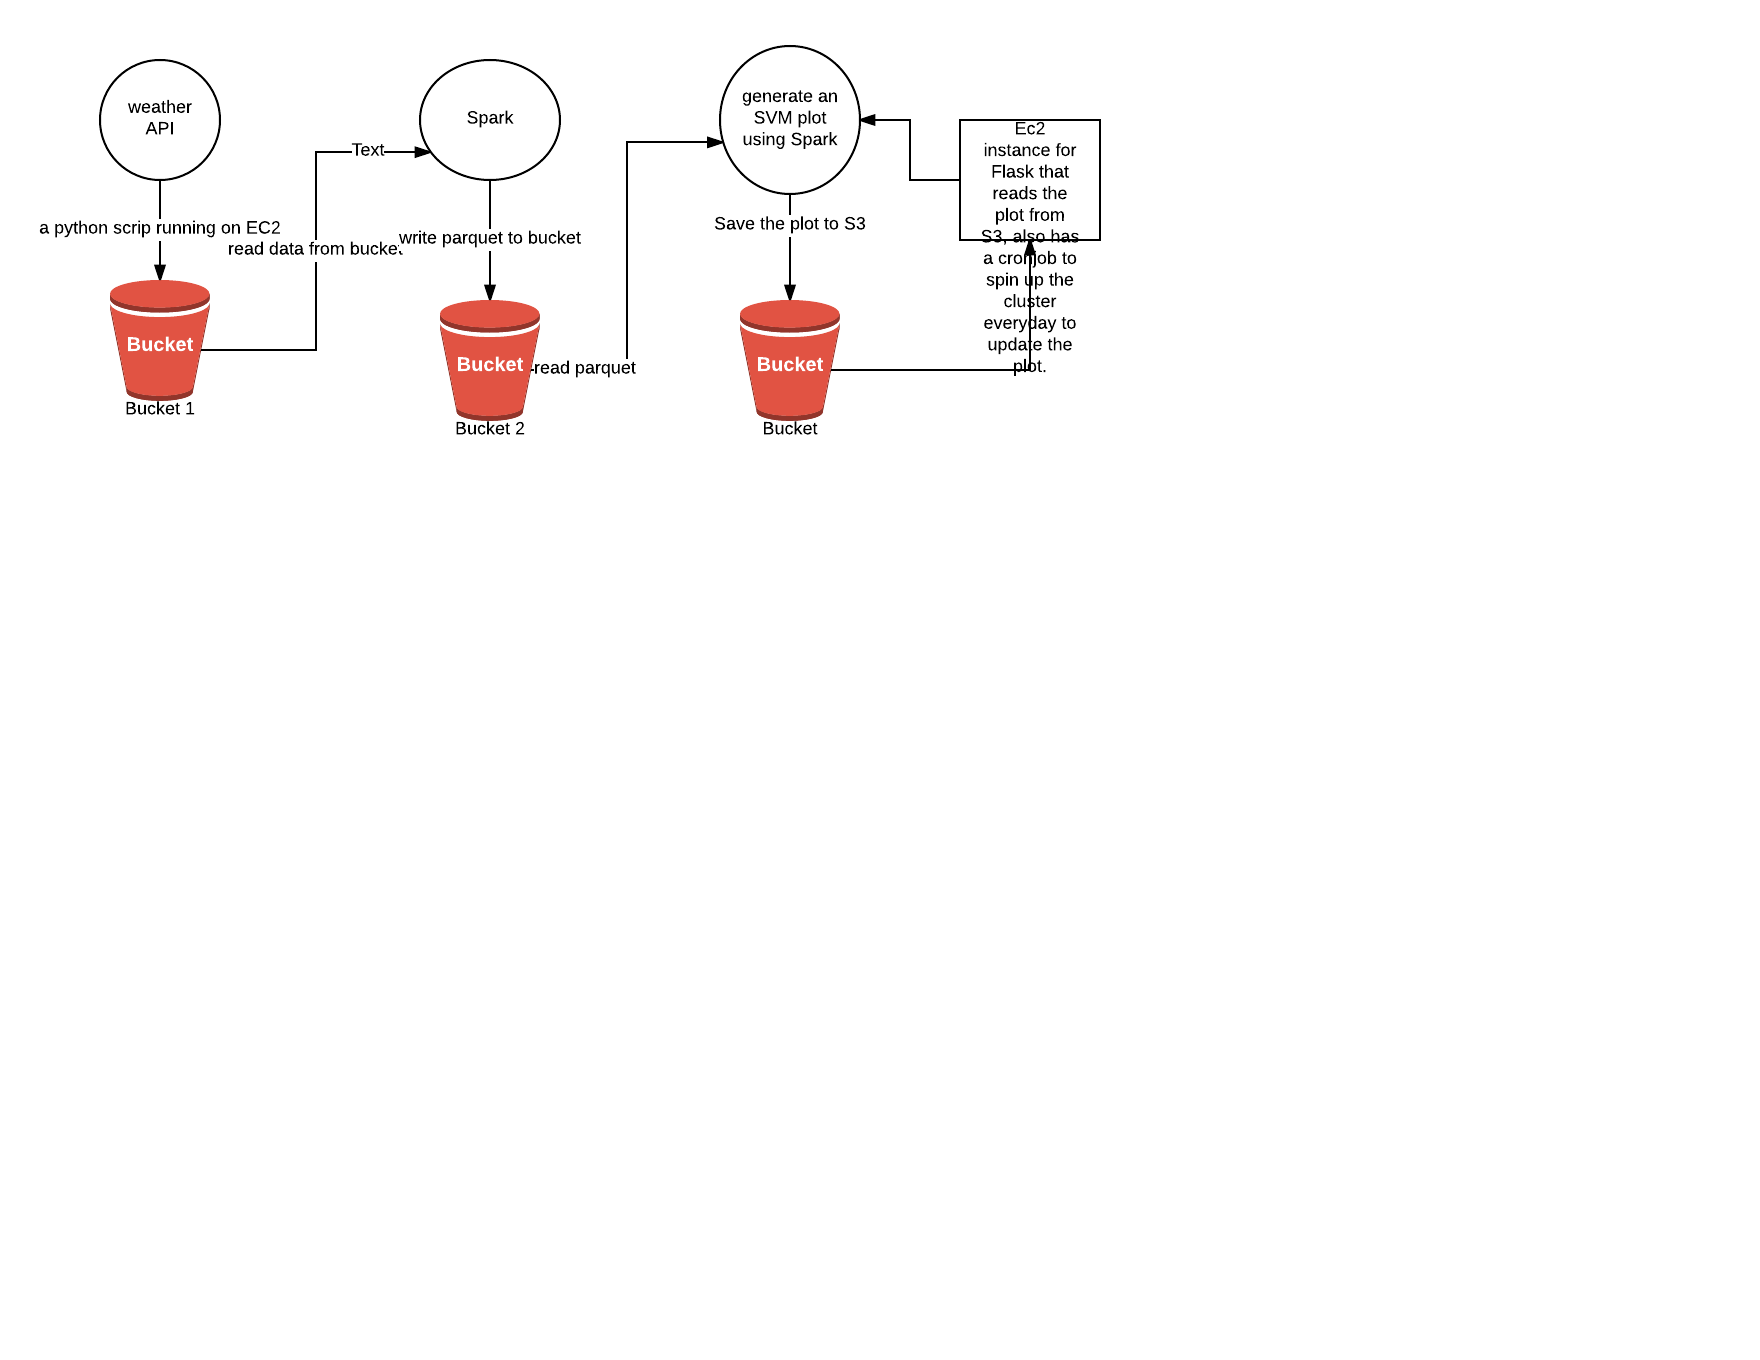 weather
API
a python scrip running on EC2
Bucket
Bucket 1
read data from bucket
Text
Spark
write parquet to bucket
Bucket
Bucket 2
read parquet
generate an
SVM plot
using Spark
Save the plot to S3
Bucket
Bucket
Ec2
instance for
Flask that
reads the
plot from
S3, also has
a cronjob to
spin up the
cluster
everyday to
update the
plot.